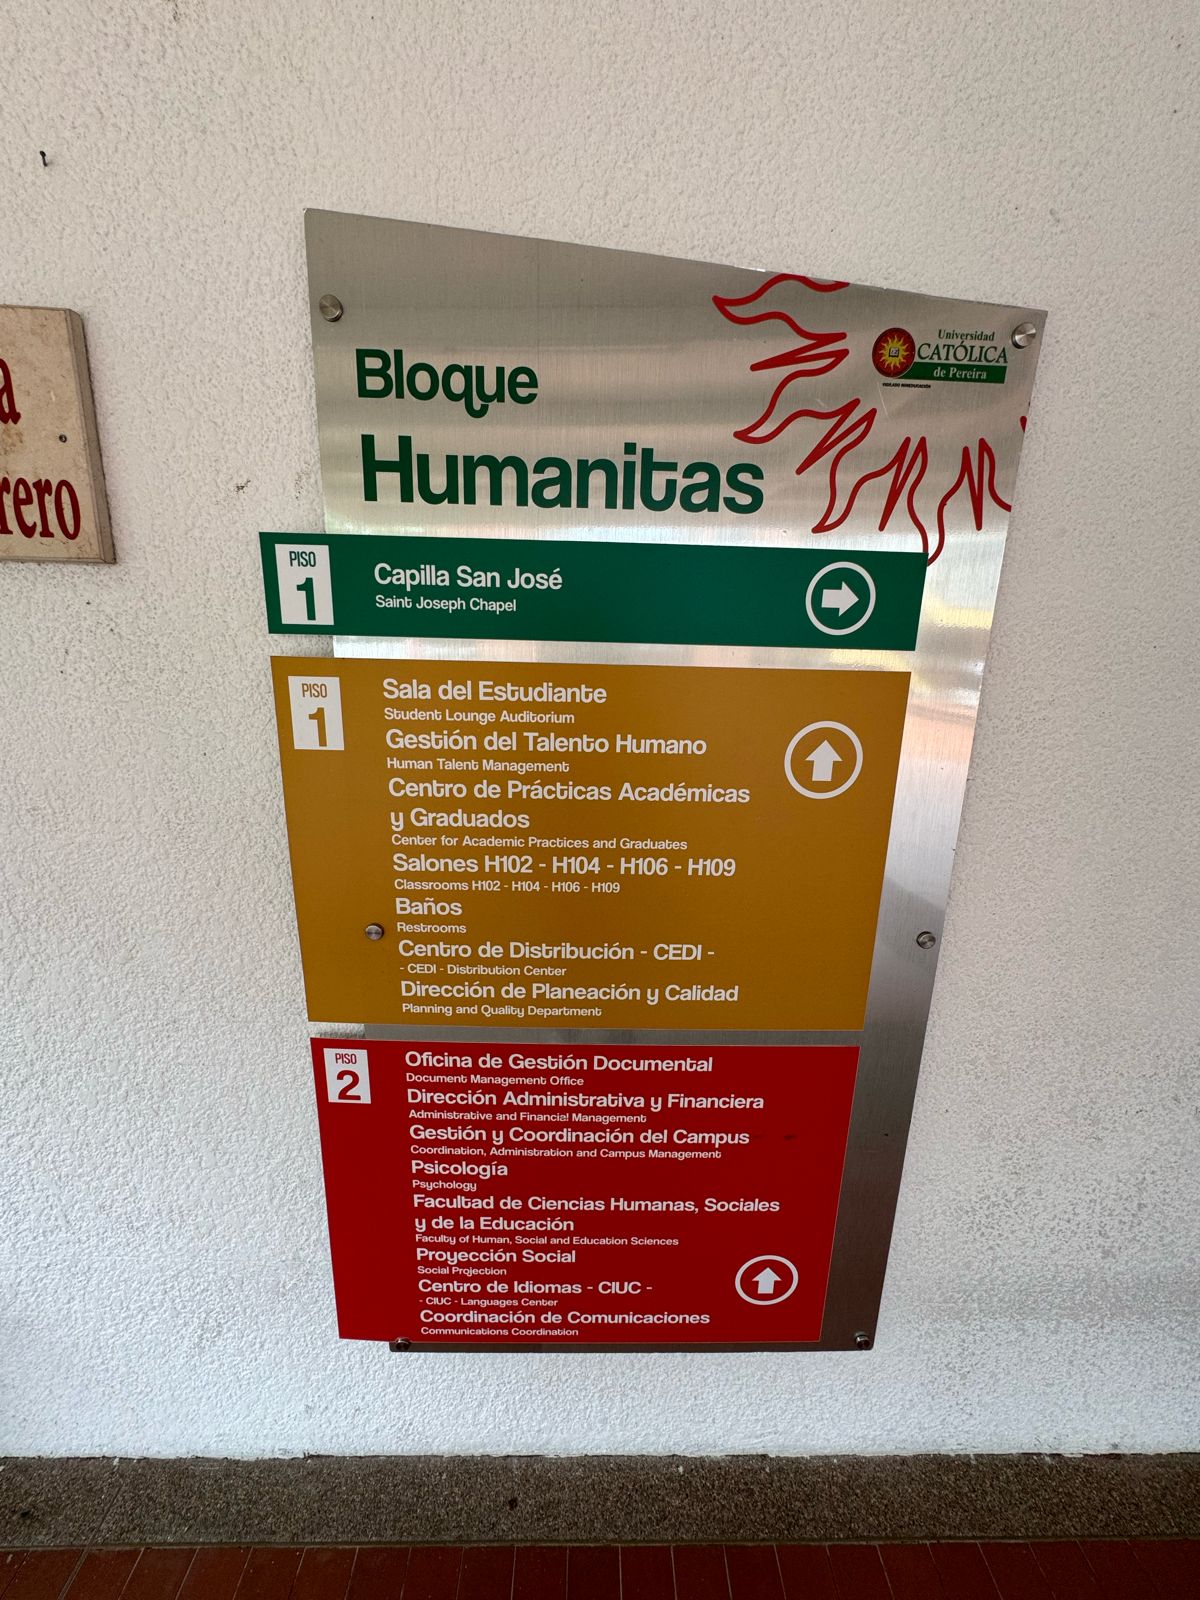 a
rero
Bloque
Humanitas
Universidad
CATÓLICA
de Pereira
VIGILADO MINEDUCACIÓN
PISO
1
Capilla San José
Saint Joseph Chapel
PISO
1
Sala del Estudiante
Student Lounge Auditorium
Gestión del Talento Humano
Human Talent Management
Centro de Prácticas Académicas
y Graduados
Center for Academic Practices and Graduates
Salones H102 - H104 - H106 - H109
Classrooms H102 - H104 - H106 - H109
Baños
Restrooms
Centro de Distribución - CEDI -
- CEDI - Distribution Center
Dirección de Planeación y Calidad
Planning and Quality Department
PISO
2
Oficina de Gestión Documental
Document Management Office
Dirección Administrativa y Financiera
Administrative and Financial Management
Gestión y Coordinación del Campus
Coordination, Administration and Campus Management
Psicología
Psychology
Facultad de Ciencias Humanas, Sociales
y de la Educación
Faculty of Human, Social and Education Sciences
Proyección Social
Social Projection
Centro de Idiomas - CIUC -
- CIUC - Languages Center
Coordinación de Comunicaciones
Communications Coordination